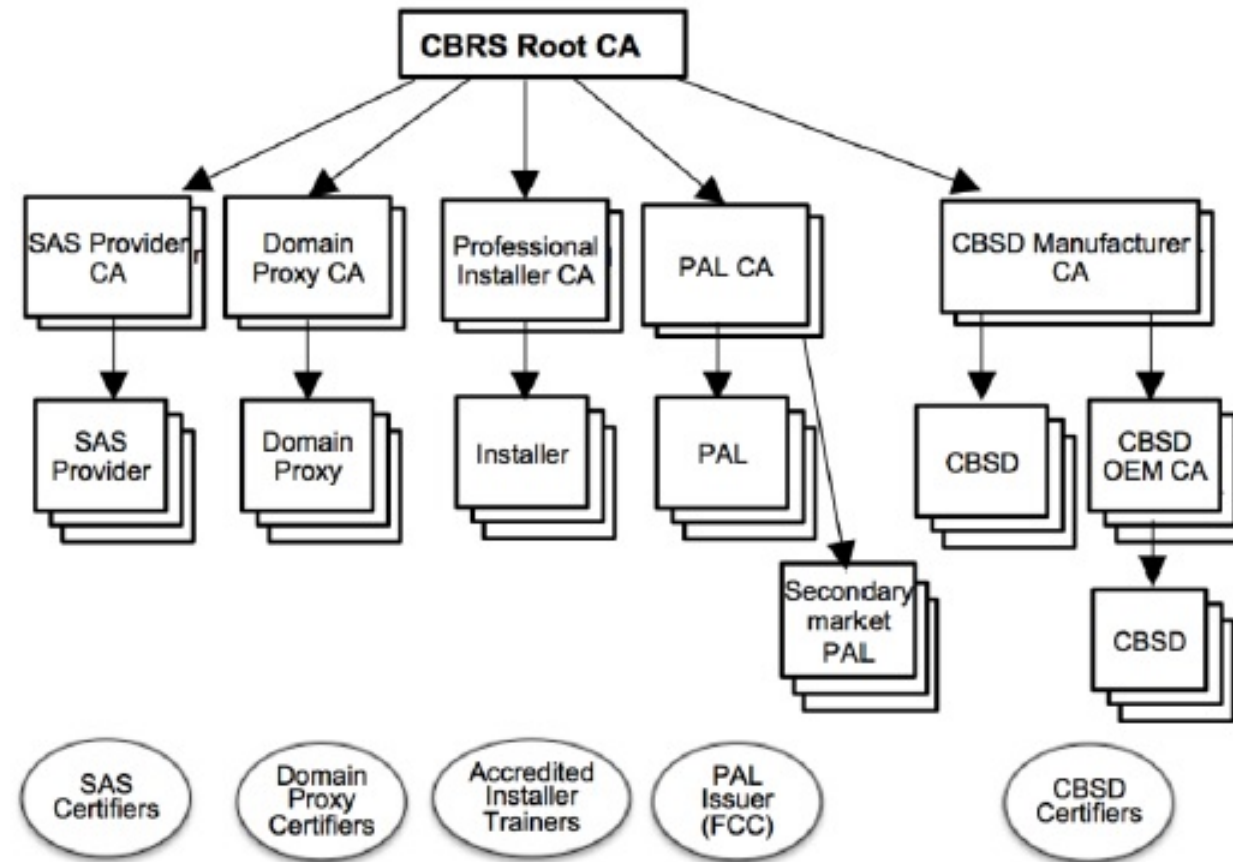 CBRS Root CA
SAS Provider
CA
r
Domain
Proxy CA
Professional
Installer CA
PAL CA
CBSD Manufacturer
CA
SAS
Provider
Domain
Proxy
Installer
PAL
CBSD
CBSD
OEM CA
Secondary
market
PAL
CBSD
SAS
Certifiers
Domain
Proxy
Certifiers
Accredited
Installer
Trainers
PAL
Issuer
(FCC)
CBSD
Certifiers